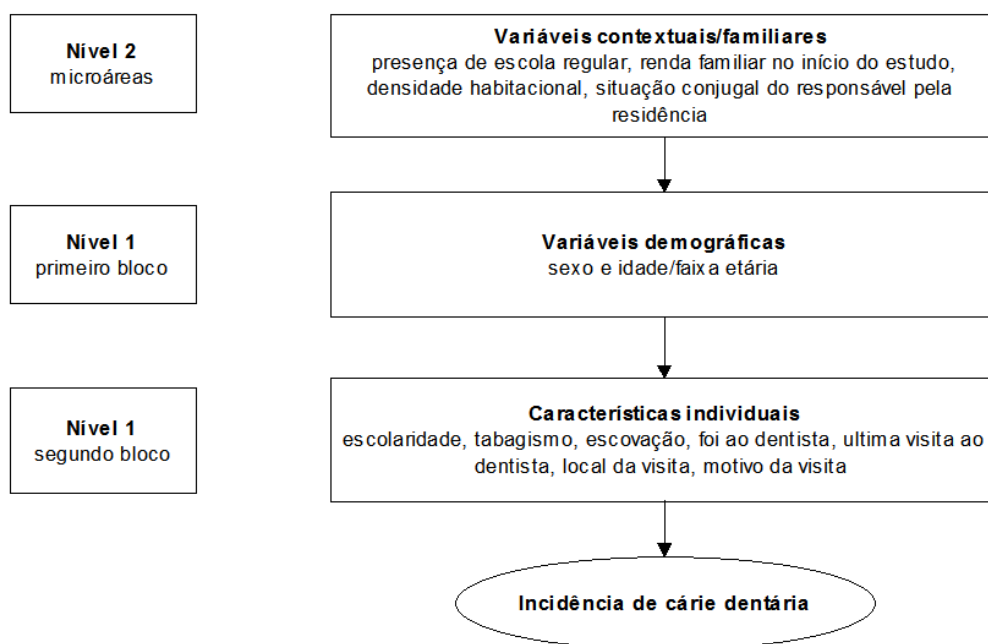 Nível 2
microáreas
Variáveis contextuais/familiares
presença de escola regular, renda familiar no início do estudo,
densidade habitacional, situação conjugal do responsável pela
residência
Nível 1
primeiro bloco
Variáveis demográficas
sexo e idade/faixa etária
Nível 1
segundo bloco
Características individuais
escolaridade, tabagismo, escovação, foi ao dentista, ultima visita ao
dentista, local da visita, motivo da visita
Incidência de cárie dentária